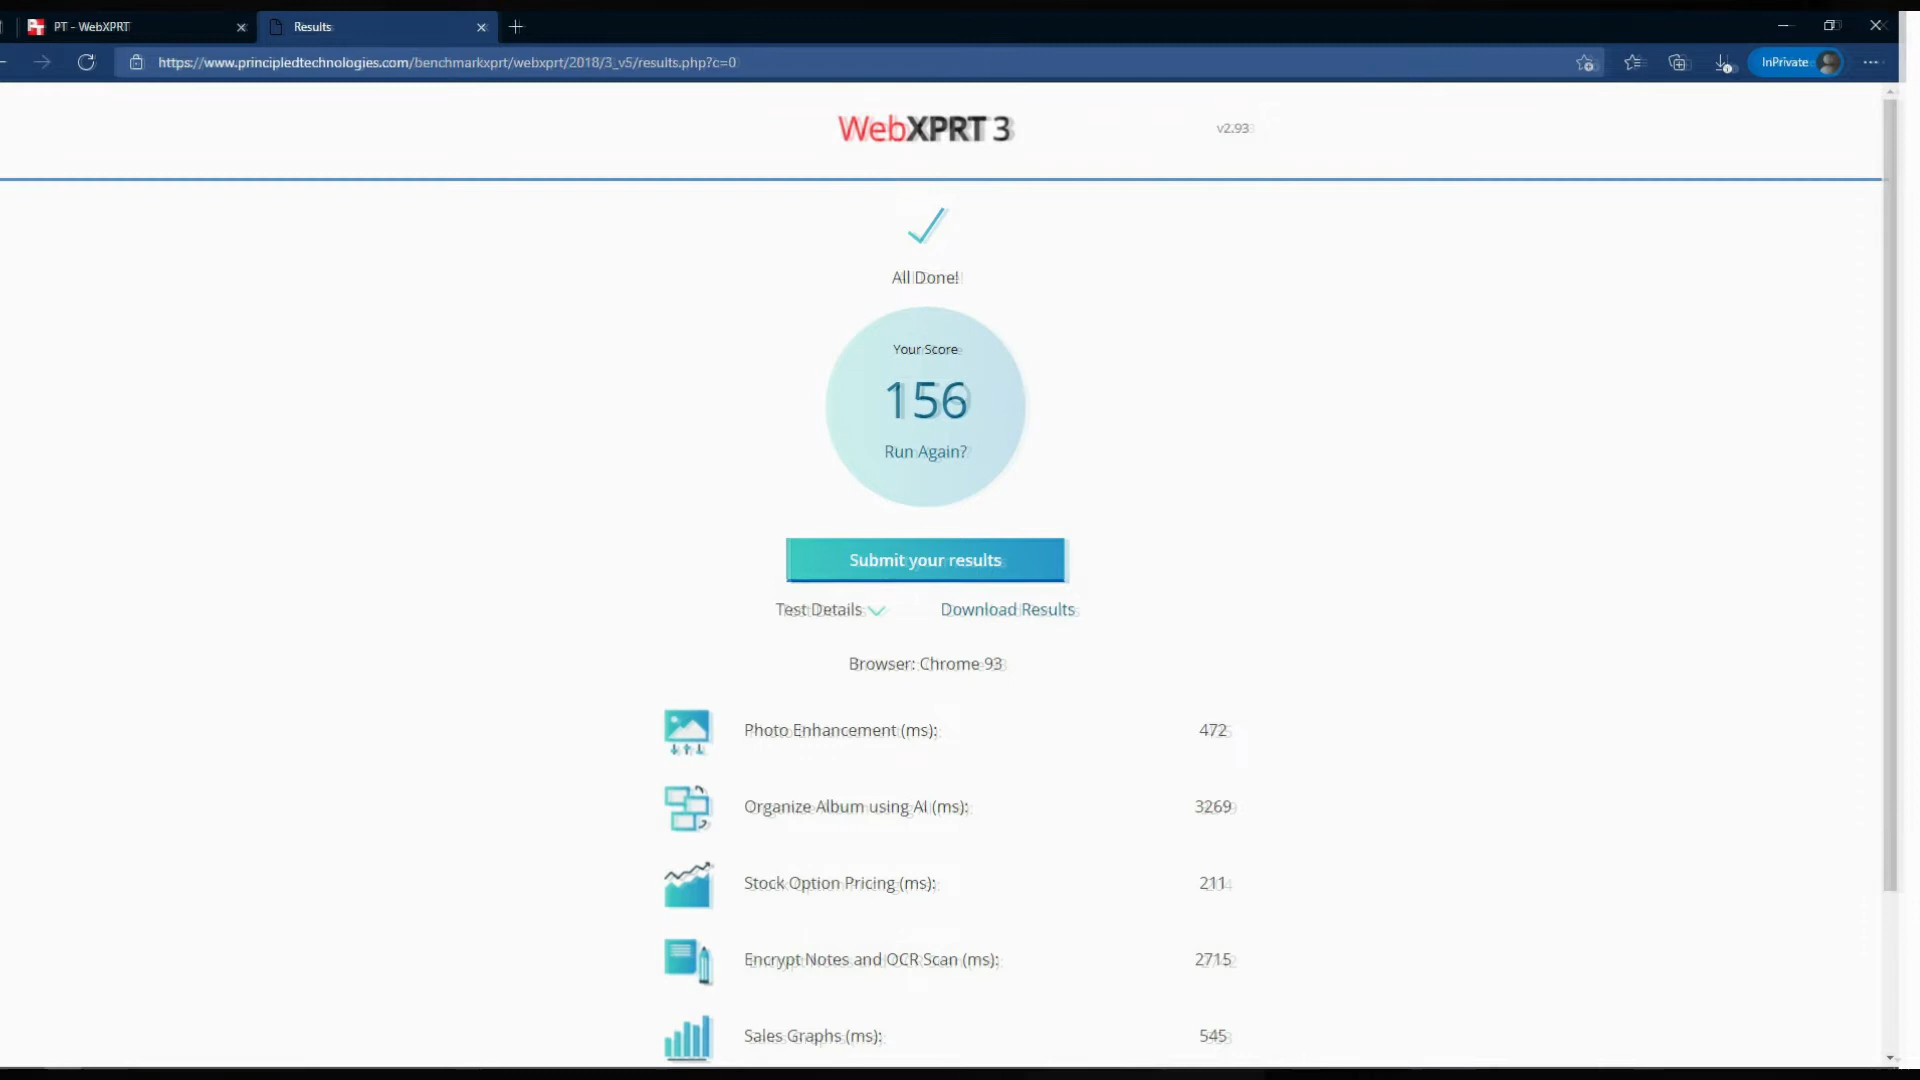 PT - WebXPRT
Results
https://www.principledtechnologies.com/benchmarkxprt/webxprt/2018/3_v5/results.php?c=0
InPrivate
WebXPRT 3
v2.93
All Done!
Your Score
156
Run Again?
Submit your results
Test Details
Download Results
Browser: Chrome 93
Photo Enhancement (ms): 472
Organize Album using AI (ms): 3269
Stock Option Pricing (ms): 211
Encrypt Notes and OCR Scan (ms): 2715
Sales Graphs (ms): 545